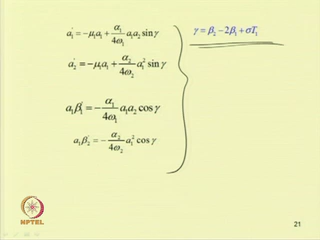 a₁' = −μ₁a₁ + α₁/4ω₁ a₁a₂ sin γ
γ = β₂ − 2β₁ + σT₁
a₂' = −μ₁a₁ + α₂/4ω₂ a₁² sin γ
a₁β₁' = −α₁/4ω₁ a₁a₂ cos γ
a₁β₂' = −α₂/4ω₂ a₁² cos γ
NPTEL
21